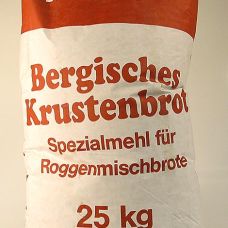 Bergisches
Krustenbrot
Spezialmehl für
Roggenmischbrote
25 kg